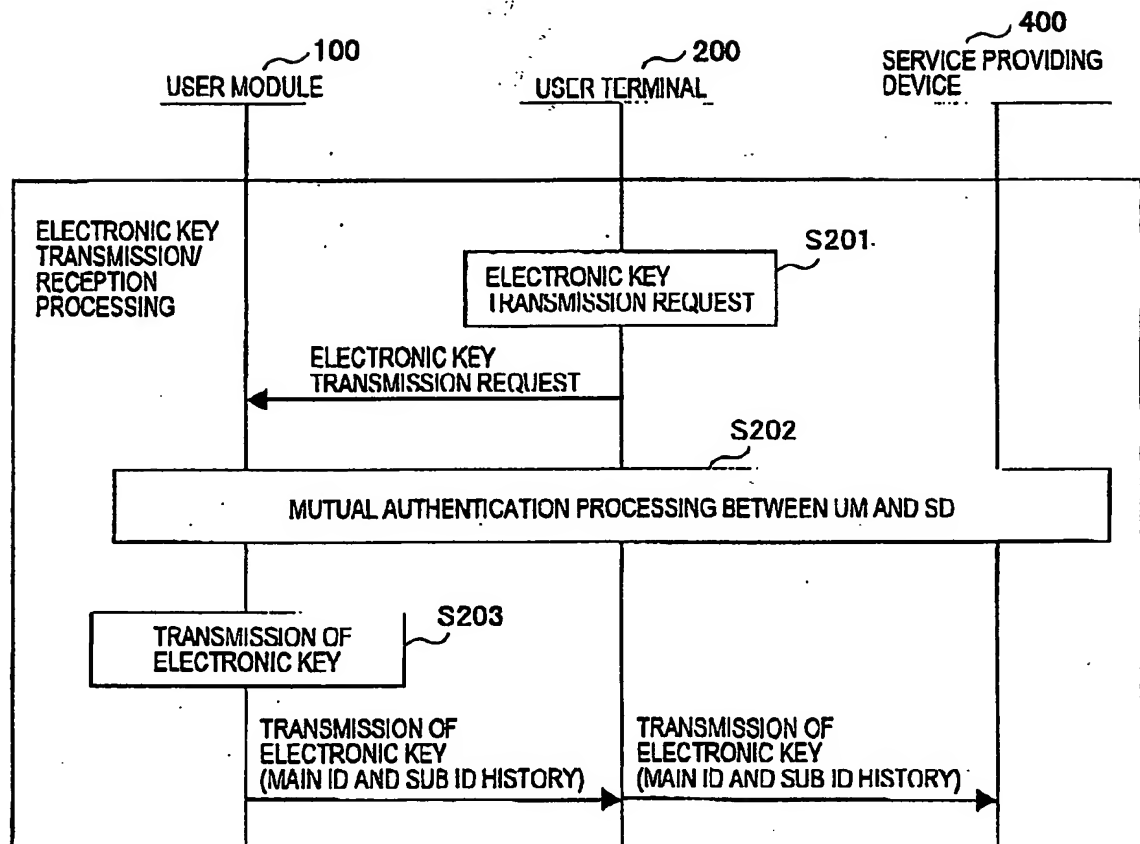 100
USER MODULE
200
USER TERMINAL
400
SERVICE PROVIDING
DEVICE
ELECTRONIC KEY
TRANSMISSION/
RECEPTION
PROCESSING
S201
ELECTRONIC KEY
TRANSMISSION REQUEST
ELECTRONIC KEY
TRANSMISSION REQUEST
S202
MUTUAL AUTHENTICATION PROCESSING BETWEEN UM AND SD
S203
TRANSMISSION OF
ELECTRONIC KEY
TRANSMISSION OF
ELECTRONIC KEY
(MAIN ID AND SUB ID HISTORY)
TRANSMISSION OF
ELECTRONIC KEY
(MAIN ID AND SUB ID HISTORY)